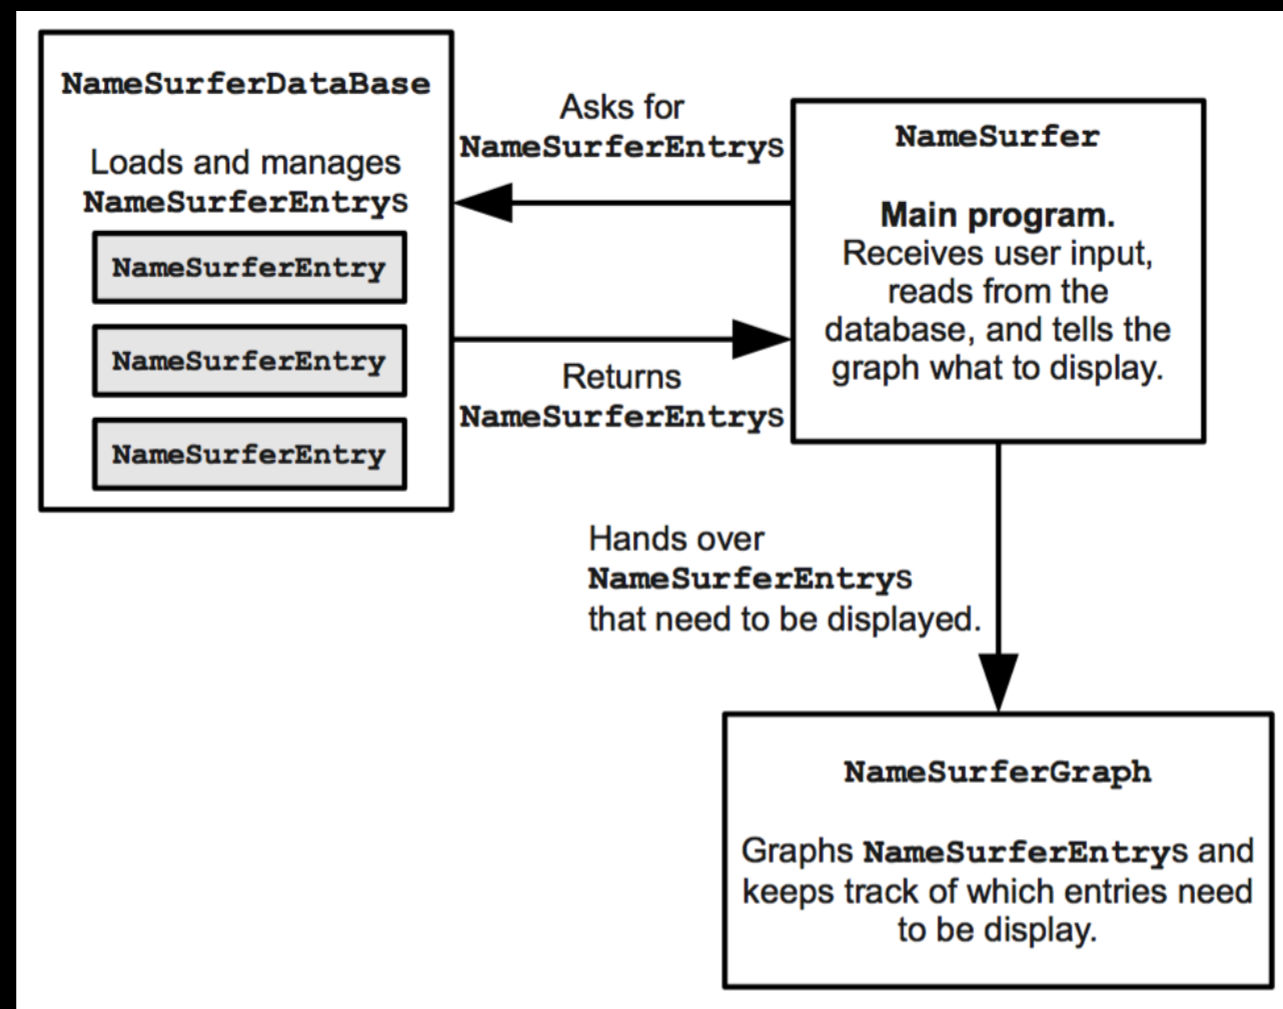 NameSurferDataBase
Loads and manages
NameSurferEntrys
NameSurferEntry
NameSurferEntry
NameSurferEntry
Asks for
NameSurferEntrys
Returns
NameSurferEntrys
NameSurfer
Main program.
Receives user input,
reads from the
database, and tells the
graph what to display.
Hands over
NameSurferEntrys
that need to be displayed.
NameSurferGraph
Graphs NameSurferEntrys and
keeps track of which entries need
to be display.